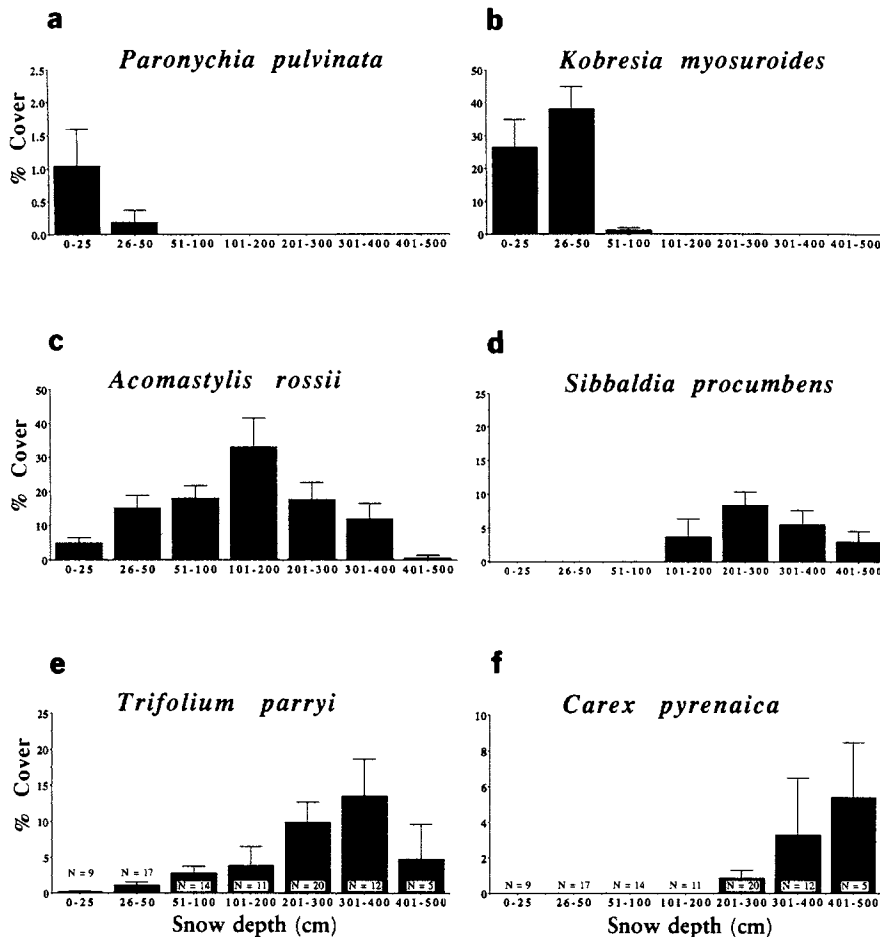 a
Paronychia pulvinata
% Cover
2.5
2.0
1.5
1.0
0.5
0.0
0-25 26-50 51-100 101-200 201-300 301-400 401-500
b
Kobresia myosuroides
50
40
30
20
10
0
0-25 26-50 51-100 101-200 201-300 301-400 401-500
c
Acomastylis rossii
% Cover
50
40
30
20
10
0
0-25 26-50 51-100 101-200 201-300 301-400 401-500
d
Sibbaldia procumbens
25
20
15
10
5
0
0-25 26-50 51-100 101-200 201-300 301-400 401-500
e
Trifolium parryi
% Cover
25
20
15
10
5
0
N = 9 N = 17 N = 14 N = 11 N = 20 N = 12 N = 5
0-25 26-50 51-100 101-200 201-300 301-400 401-500
Snow depth (cm)
f
Carex pyrenaica
10
8
6
4
2
0
N = 9 N = 17 N = 14 N = 11 N = 20 N = 12 N = 5
0-25 26-50 51-100 101-200 201-300 301-400 401-500
Snow depth (cm)